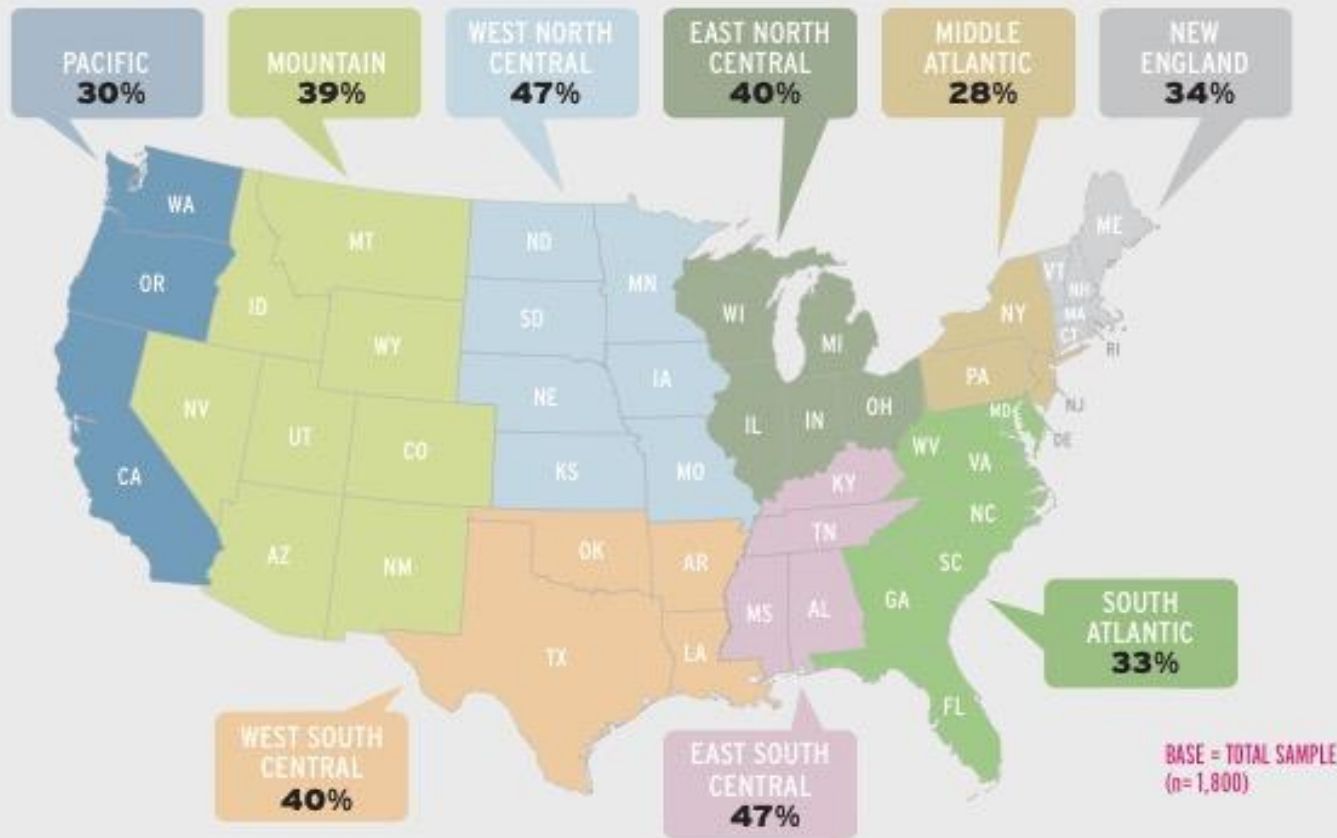 PACIFIC
30%
MOUNTAIN
39%
WEST NORTH
CENTRAL
47%
EAST NORTH
CENTRAL
40%
MIDDLE
ATLANTIC
28%
NEW
ENGLAND
34%
WA
OR
CA
MT
ID
WY
NV
UT
CO
AZ
NM
ND
MN
SD
NE
IA
KS
MO
WI
MI
IL
IN
OH
NY
PA
NJ
ME
VT
NH
MA
CT
RI
MD
DE
WV
VA
NC
SC
GA
FL
KY
TN
MS
AL
OK
AR
TX
LA
SOUTH
ATLANTIC
33%
WEST SOUTH
CENTRAL
40%
EAST SOUTH
CENTRAL
47%
BASE = TOTAL SAMPLE
(n= 1,800)